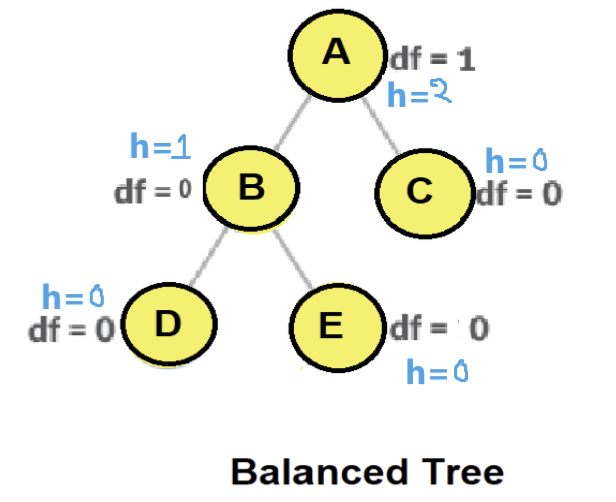 A
df = 1
h=2
h=1
df = 0
B
C
h=0
df = 0
h=0
df = 0
D
E
df = 0
h=0
Balanced Tree